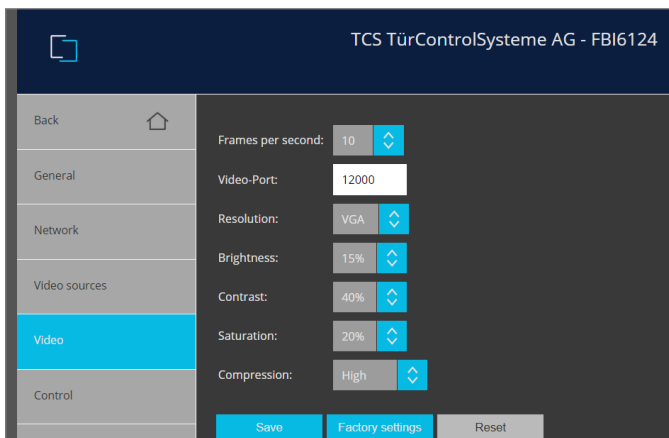 TCS TürControlSysteme AG - FBI6124
Back
General
Network
Video sources
Video
Control
Frames per second: 10
Video-Port: 12000
Resolution: VGA
Brightness: 15%
Contrast: 40%
Saturation: 20%
Compression: High
Save Factory settings Reset